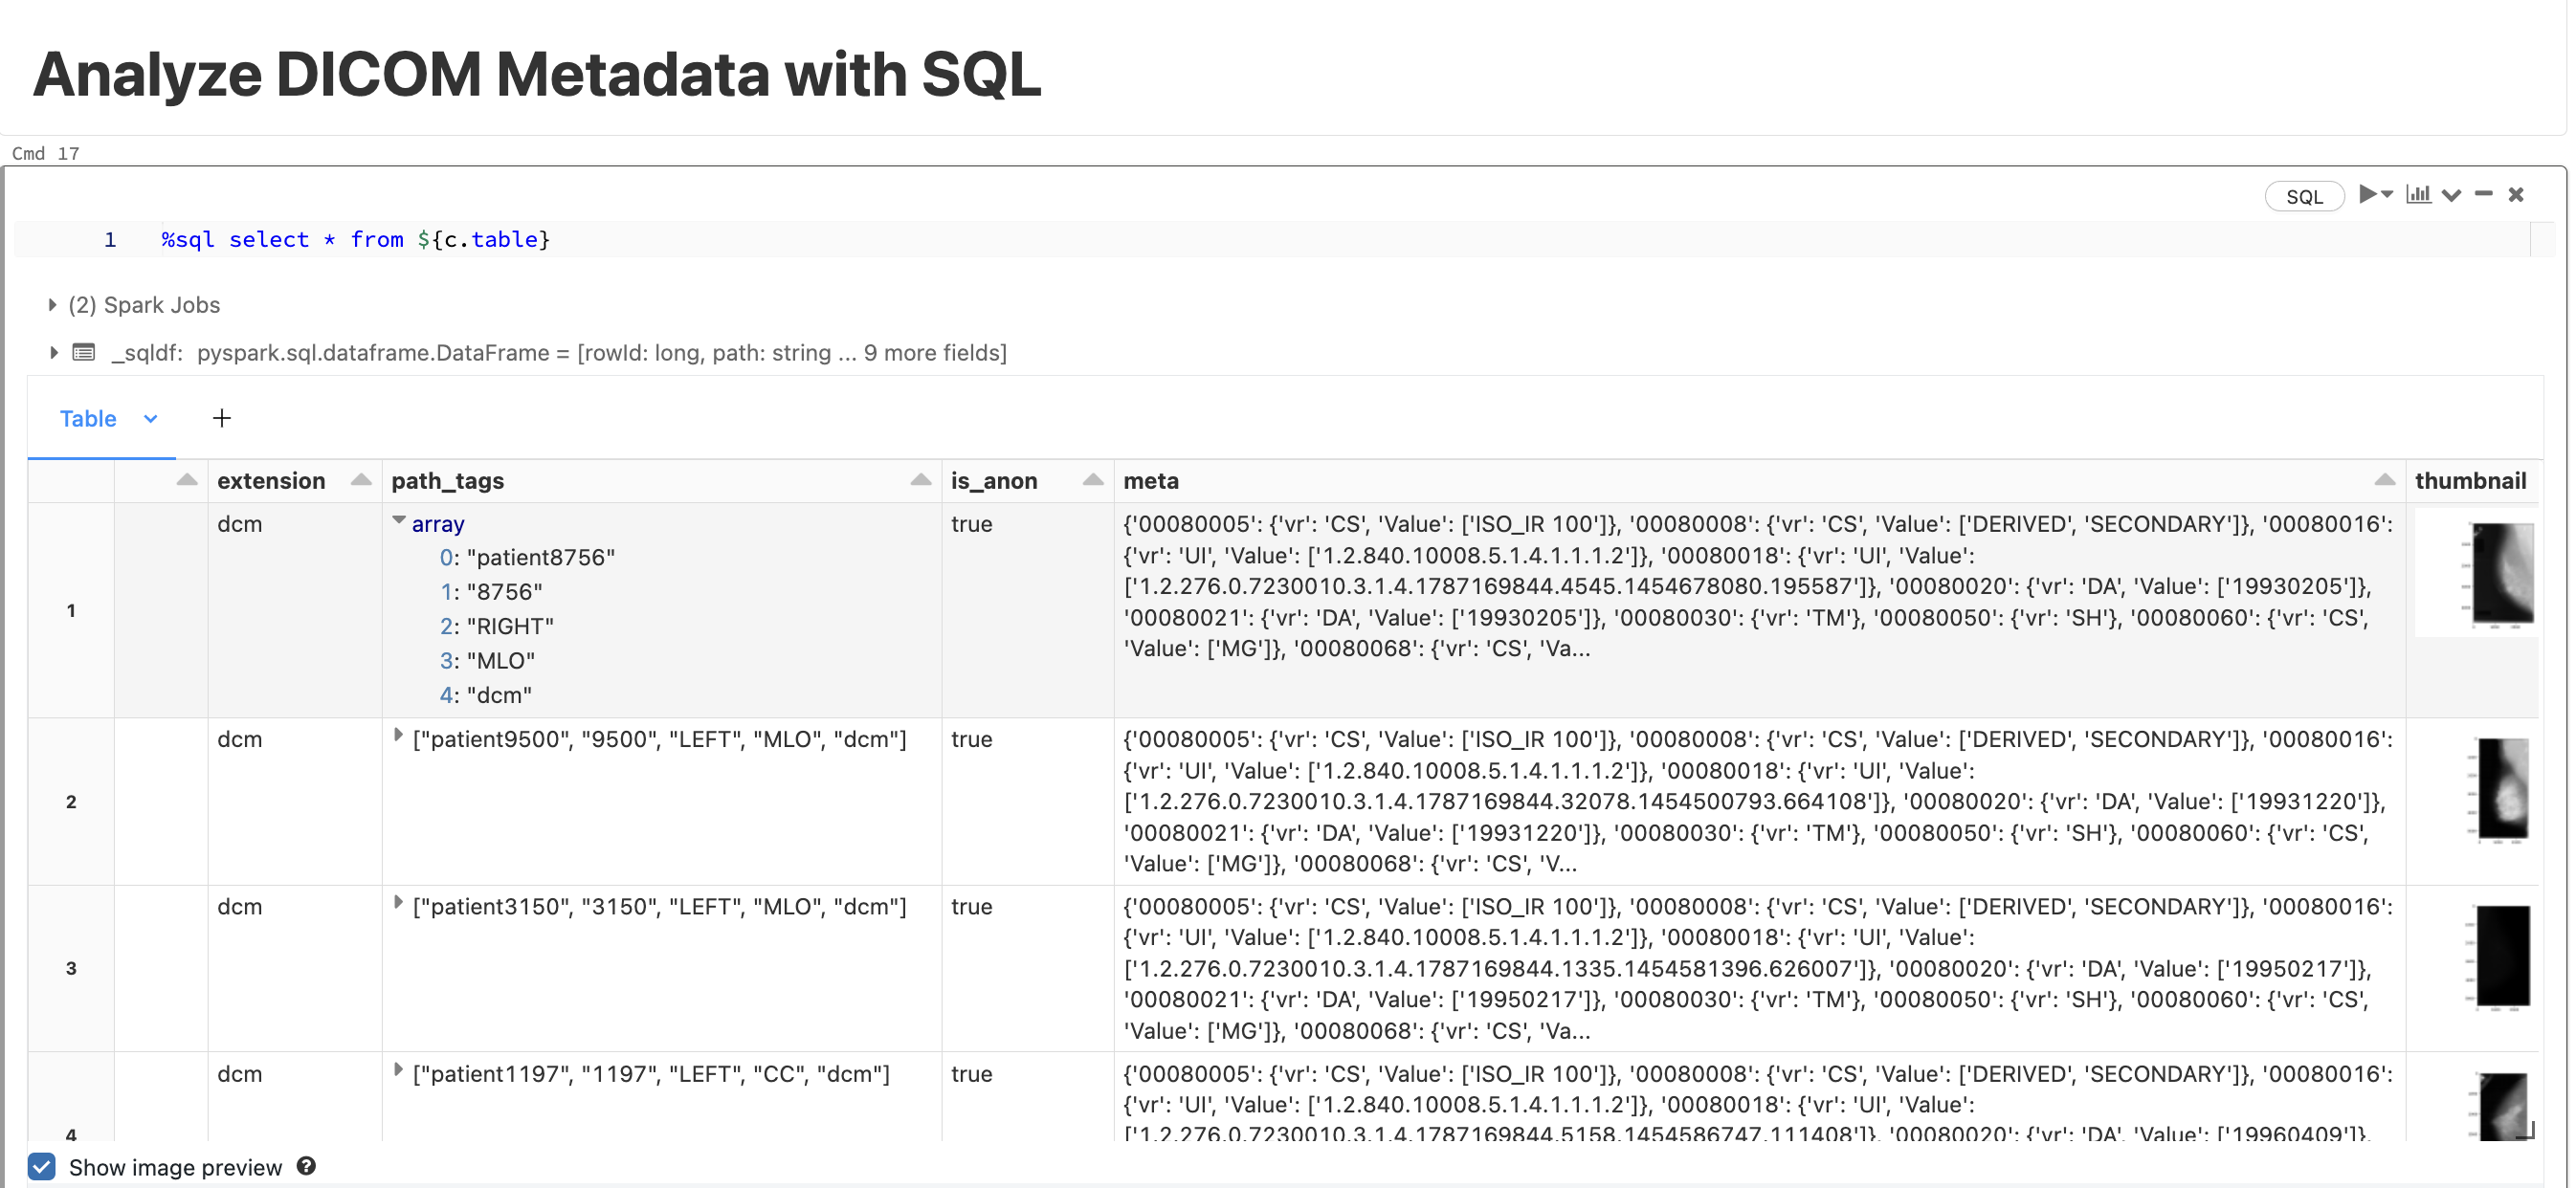 Analyze DICOM Metadata with SQL
Cmd 17
SQL
1 %sql select * from ${c.table}
(2) Spark Jobs
_sqldf: pyspark.sql.dataframe.DataFrame = [rowId: long, path: string ... 9 more fields]
Table +
extension path_tags is_anon meta thumbnail
1 dcm array true {'00080005': {'vr': 'CS', 'Value': ['ISO_IR 100']}, '00080008': {'vr': 'CS', 'Value': ['DERIVED', 'SECONDARY']}, '00080016':
0: "patient8756" {'vr': 'UI', 'Value': ['1.2.840.10008.5.1.4.1.1.1.2']}, '00080018': {'vr': 'UI', 'Value':
1: "8756" ['1.2.276.0.7230010.3.1.4.1787169844.4545.1454678080.195587']}, '00080020': {'vr': 'DA', 'Value': ['19930205']},
2: "RIGHT" '00080021': {'vr': 'DA', 'Value': ['19930205']}, '00080030': {'vr': 'TM'}, '00080050': {'vr': 'SH'}, '00080060': {'vr': 'CS',
3: "MLO" 'Value': ['MG']}, '00080068': {'vr': 'CS', 'Va...
4: "dcm"
2 dcm ["patient9500", "9500", "LEFT", "MLO", "dcm"] true {'00080005': {'vr': 'CS', 'Value': ['ISO_IR 100']}, '00080008': {'vr': 'CS', 'Value': ['DERIVED', 'SECONDARY']}, '00080016':
{'vr': 'UI', 'Value': ['1.2.840.10008.5.1.4.1.1.1.2']}, '00080018': {'vr': 'UI', 'Value':
['1.2.276.0.7230010.3.1.4.1787169844.32078.1454500793.664108']}, '00080020': {'vr': 'DA', 'Value': ['19931220']},
'00080021': {'vr': 'DA', 'Value': ['19931220']}, '00080030': {'vr': 'TM'}, '00080050': {'vr': 'SH'}, '00080060': {'vr': 'CS',
'Value': ['MG']}, '00080068': {'vr': 'CS', 'V...
3 dcm ["patient3150", "3150", "LEFT", "MLO", "dcm"] true {'00080005': {'vr': 'CS', 'Value': ['ISO_IR 100']}, '00080008': {'vr': 'CS', 'Value': ['DERIVED', 'SECONDARY']}, '00080016':
{'vr': 'UI', 'Value': ['1.2.840.10008.5.1.4.1.1.1.2']}, '00080018': {'vr': 'UI', 'Value':
['1.2.276.0.7230010.3.1.4.1787169844.1335.1454581396.626007']}, '00080020': {'vr': 'DA', 'Value': ['19950217']},
'00080021': {'vr': 'DA', 'Value': ['19950217']}, '00080030': {'vr': 'TM'}, '00080050': {'vr': 'SH'}, '00080060': {'vr': 'CS',
'Value': ['MG']}, '00080068': {'vr': 'CS', 'Va...
4 dcm ["patient1197", "1197", "LEFT", "CC", "dcm"] true {'00080005': {'vr': 'CS', 'Value': ['ISO_IR 100']}, '00080008': {'vr': 'CS', 'Value': ['DERIVED', 'SECONDARY']}, '00080016':
{'vr': 'UI', 'Value': ['1.2.840.10008.5.1.4.1.1.1.2']}, '00080018': {'vr': 'UI', 'Value':
['1.2.276.0.7230010.3.1.4.1787169844.5158.1454586747.111408']}, '00080020': {'vr': 'DA', 'Value': ['19960409']},
Show image preview ?